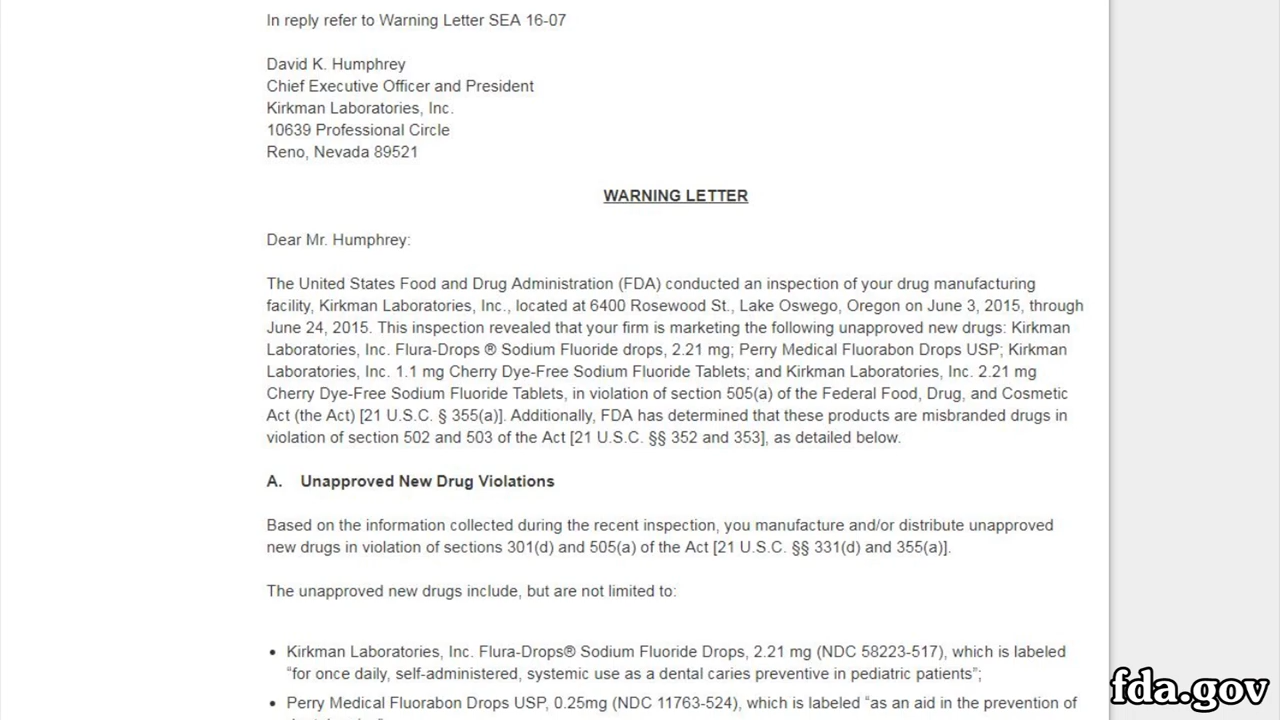 In reply refer to Warning Letter SEA 16-07
David K. Humphrey
Chief Executive Officer and President
Kirkman Laboratories, Inc.
10639 Professional Circle
Reno, Nevada 89521
WARNING LETTER
Dear Mr. Humphrey:
The United States Food and Drug Administration (FDA) conducted an inspection of your drug manufacturing
facility, Kirkman Laboratories, Inc., located at 6400 Rosewood St., Lake Oswego, Oregon on June 3, 2015, through
June 24, 2015. This inspection revealed that your firm is marketing the following unapproved new drugs: Kirkman
Laboratories, Inc. Flura-Drops ® Sodium Fluoride drops, 2.21 mg; Perry Medical Fluorabon Drops USP; Kirkman
Laboratories, Inc. 1.1 mg Cherry Dye-Free Sodium Fluoride Tablets; and Kirkman Laboratories, Inc. 2.21 mg
Cherry Dye-Free Sodium Fluoride Tablets, in violation of section 505(a) of the Federal Food, Drug, and Cosmetic
Act (the Act) [21 U.S.C. § 355(a)]. Additionally, FDA has determined that these products are misbranded drugs in
violation of section 502 and 503 of the Act [21 U.S.C. §§ 352 and 353], as detailed below.
A. Unapproved New Drug Violations
Based on the information collected during the recent inspection, you manufacture and/or distribute unapproved
new drugs in violation of sections 301(d) and 505(a) of the Act [21 U.S.C. §§ 331(d) and 355(a)].
The unapproved new drugs include, but are not limited to:
• Kirkman Laboratories, Inc. Flura-Drops® Sodium Fluoride Drops, 2.21 mg (NDC 58223-517), which is labeled
“for once daily, self-administered, systemic use as a dental caries preventive in pediatric patients”;
• Perry Medical Fluorabon Drops USP, 0.25mg (NDC 11763-524), which is labeled “as an aid in the prevention of
fda.gov